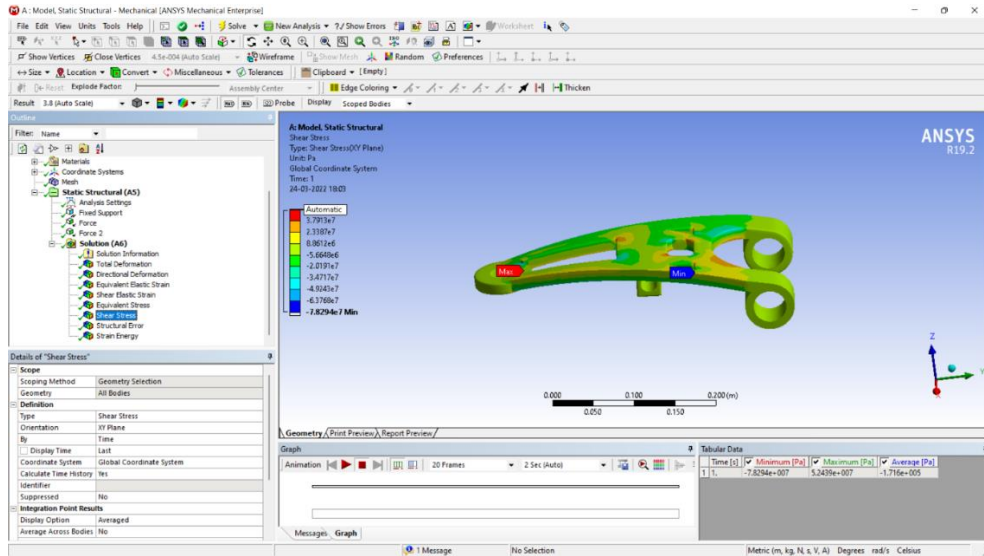 A : Model, Static Structural - Mechanical [ANSYS Mechanical Enterprise]
File Edit View Units Tools Help Solve New Analysis ?/ Show Errors Worksheet
Show Vertices Close Vertices 4.5e-004 (Auto Scale) Wireframe Show Mesh Random Preferences
Size Location Convert Miscellaneous Tolerances Clipboard [Empty]
Reset Explode Factor: Assembly Center Edge Coloring Thicken
Result 3.8 (Auto Scale) Probe Display Scoped Bodies
Outline
Filter: Name
Materials
Coordinate Systems
Mesh
Static Structural (A5)
Analysis Settings
Fixed Support
Force
Force 2
Solution (A6)
Solution Information
Total Deformation
Directional Deformation
Equivalent Elastic Strain
Shear Elastic Strain
Equivalent Stress
Shear Stress
Structural Error
Strain Energy
Details of "Shear Stress"
Scope
Scoping Method Geometry Selection
Geometry All Bodies
Definition
Type Shear Stress
Orientation XY Plane
By Time
Display Time Last
Coordinate System Global Coordinate System
Calculate Time History Yes
Identifier
Suppressed No
Integration Point Results
Display Option Averaged
Average Across Bodies No
A: Model, Static Structural
Shear Stress
Type: Shear Stress(XY Plane)
Unit: Pa
Global Coordinate System
Time: 1
24-03-2022 18:03
Automatic
3.7913e7
2.3387e7
8.8612e6
-5.6648e6
-2.0191e7
-3.4717e7
-4.9243e7
-6.3768e7
-7.8294e7 Min
ANSYS
R19.2
Max
Min
Z
Y
X
0.000 0.100 0.200 (m)
0.050 0.150
Geometry Print Preview Report Preview
Graph
Animation 20 Frames 2 Sec (Auto)
Messages Graph
Tabular Data
Time [s] Minimum [Pa] Maximum [Pa] Average [Pa]
1 1. -7.8294e+007 5.2439e+007 -1.716e+005
1 Message No Selection Metric (m, kg, N, s, V, A) Degrees rad/s Celsius